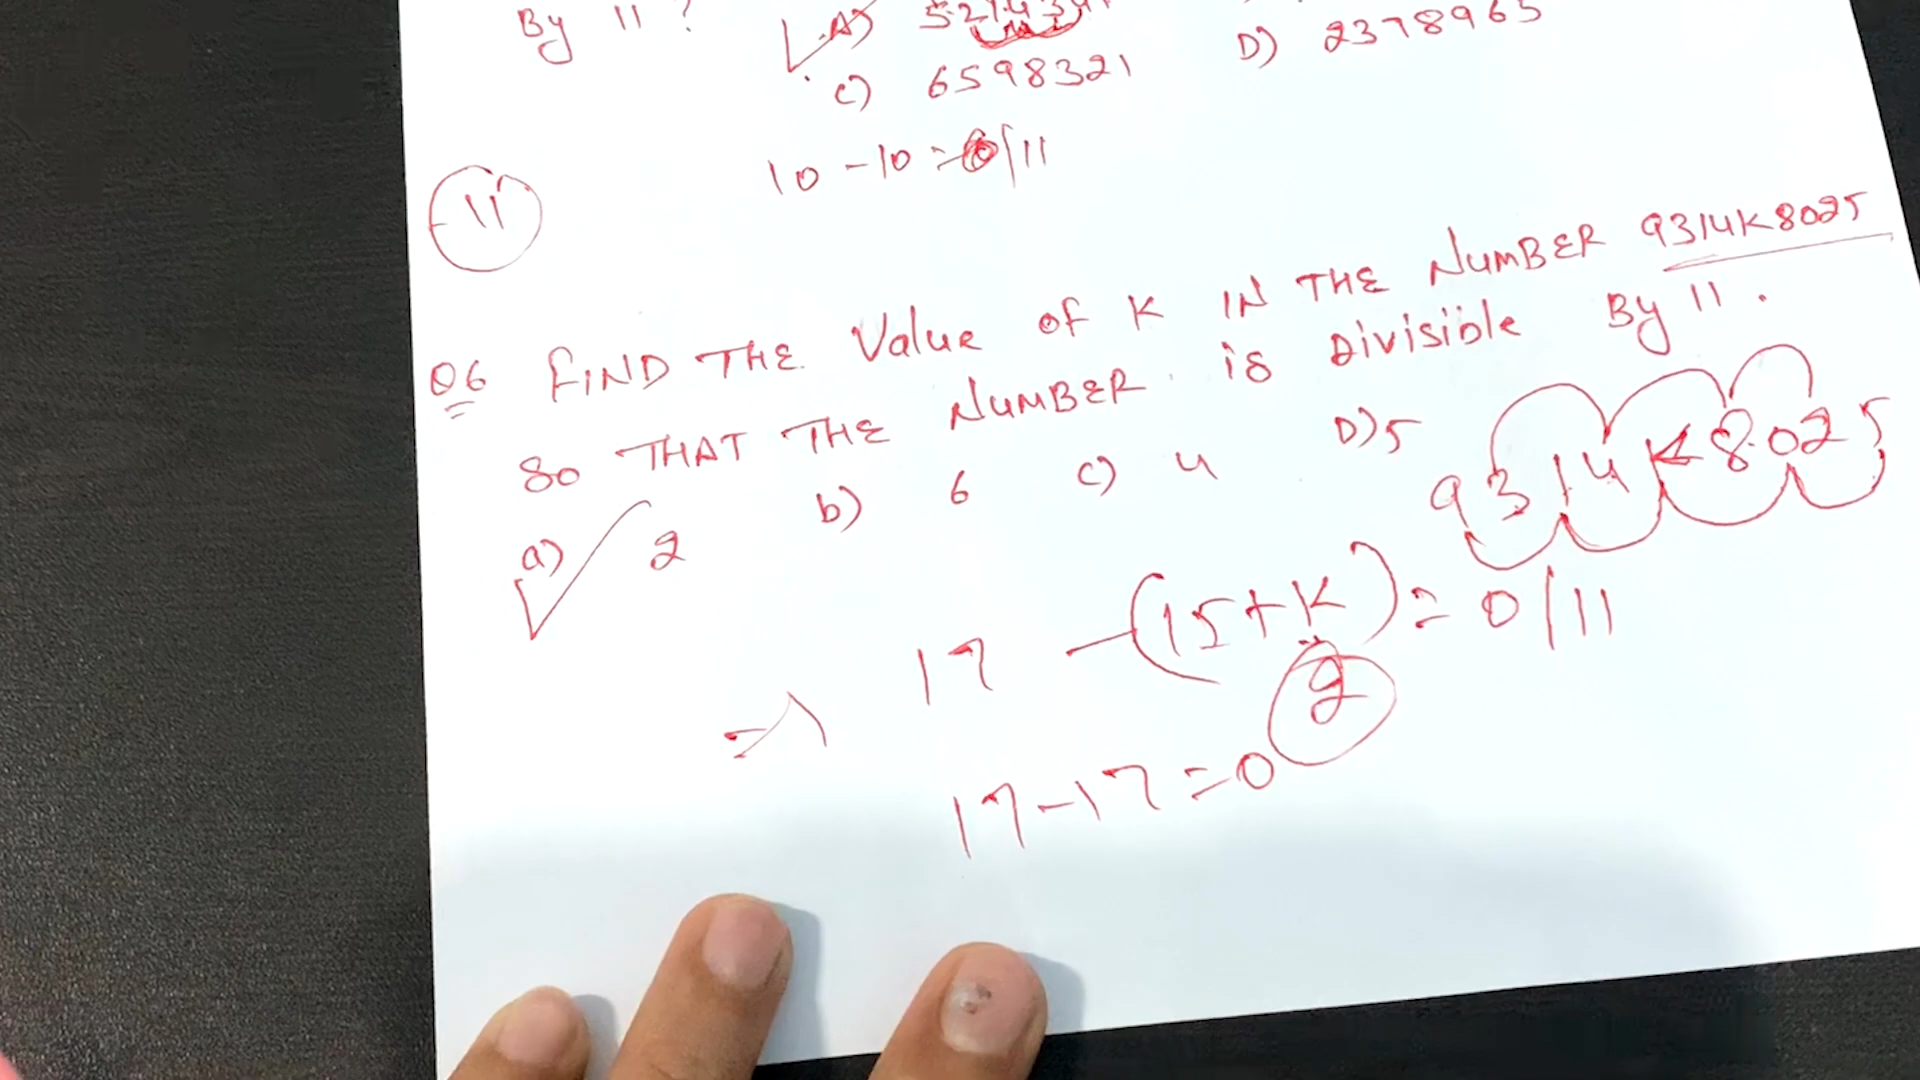 By 11 ?
A)
C) 6598321
D) 2378965
10 - 10 = 0/11
11
Q6 FIND THE Value OF K IN THE NUMBER 9314K8025
SO THAT THE NUMBER is Divisible By 11 .
a) 2 b) 6 c) 4 D) 5
9314K8025
⇒ 17 - (15+K) = 0/11
2
17-17=0